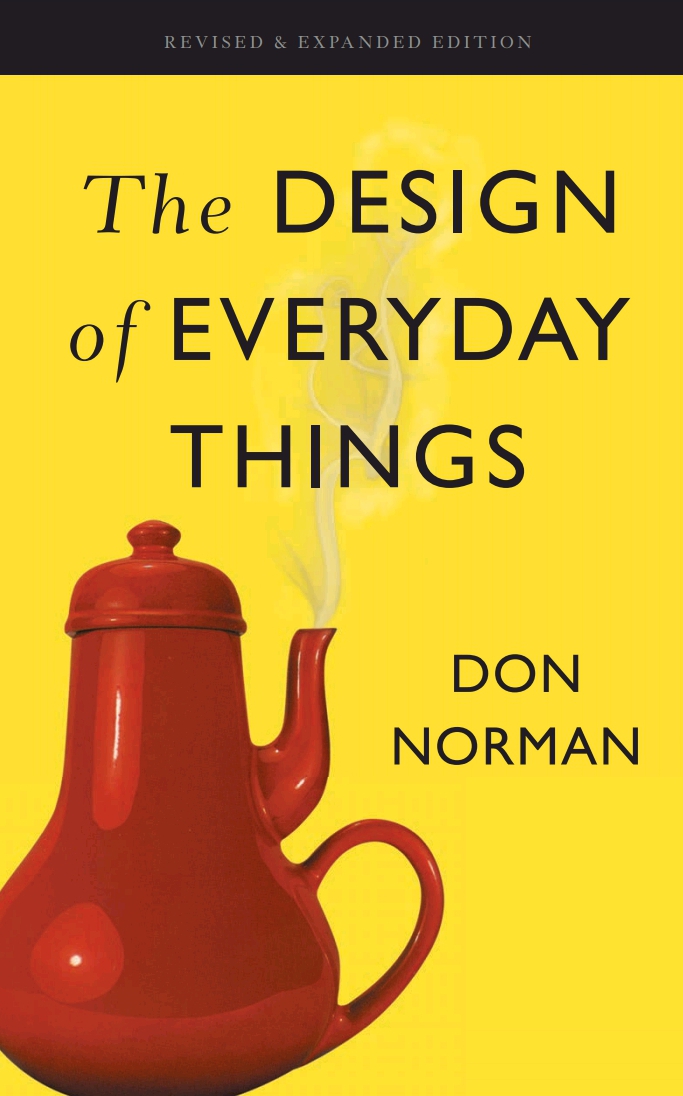 REVISED & EXPANDED EDITION
The DESIGN
of EVERYDAY
THINGS
DON
NORMAN